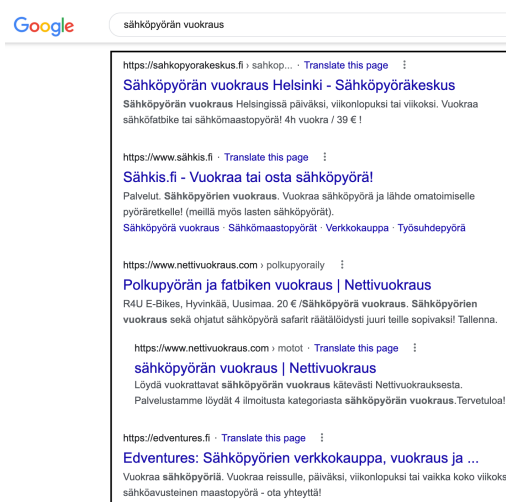 Google
sähköpyörän vuokraus
https://sahkopyorakeskus.fi › sahkop... · Translate this page
Sähköpyörän vuokraus Helsinki - Sähköpyöräkeskus
Sähköpyörän vuokraus Helsingissä päiväksi, viikonlopuksi tai viikoksi. Vuokraa
sähköfatbike tai sähkömaastopyörä! 4h vuokra / 39 € !
https://www.sähkis.fi · Translate this page
Sähkis.fi - Vuokraa tai osta sähköpyörä!
Palvelut. Sähköpyörien vuokraus. Vuokraa sähköpyörä ja lähde omatoimiselle
pyöräretkelle! (meillä myös lasten sähköpyörät).
Sähköpyörä vuokraus · Sähkömaastopyörät · Verkkokauppa · Työsuhdepyörä
https://www.nettivuokraus.com › polkupyoraily
Polkupyörän ja fatbiken vuokraus | Nettivuokraus
R4U E-Bikes, Hyvinkää, Uusimaa. 20 € /Sähköpyörä vuokraus. Sähköpyörien
vuokraus sekä ohjatut sähköpyörä safarit räätälöidysti juuri teille sopivaksi! Tallenna.
https://www.nettivuokraus.com › motot · Translate this page
sähköpyörän vuokraus | Nettivuokraus
Löydä vuokrattavat sähköpyörän vuokraus kätevästi Nettivuokrauksesta.
Palvelustamme löydät 4 ilmoitusta kategoriasta sähköpyörän vuokraus.Tervetuloa!
https://edventures.fi · Translate this page
Edventures: Sähköpyörien verkkokauppa, vuokraus ja ...
Vuokraa sähköpyöriä. Vuokraa reissulle, päiväksi, viikonlopuksi tai vaikka koko viikoks
sähköavusteinen maastopyörä - ota yhteyttä!